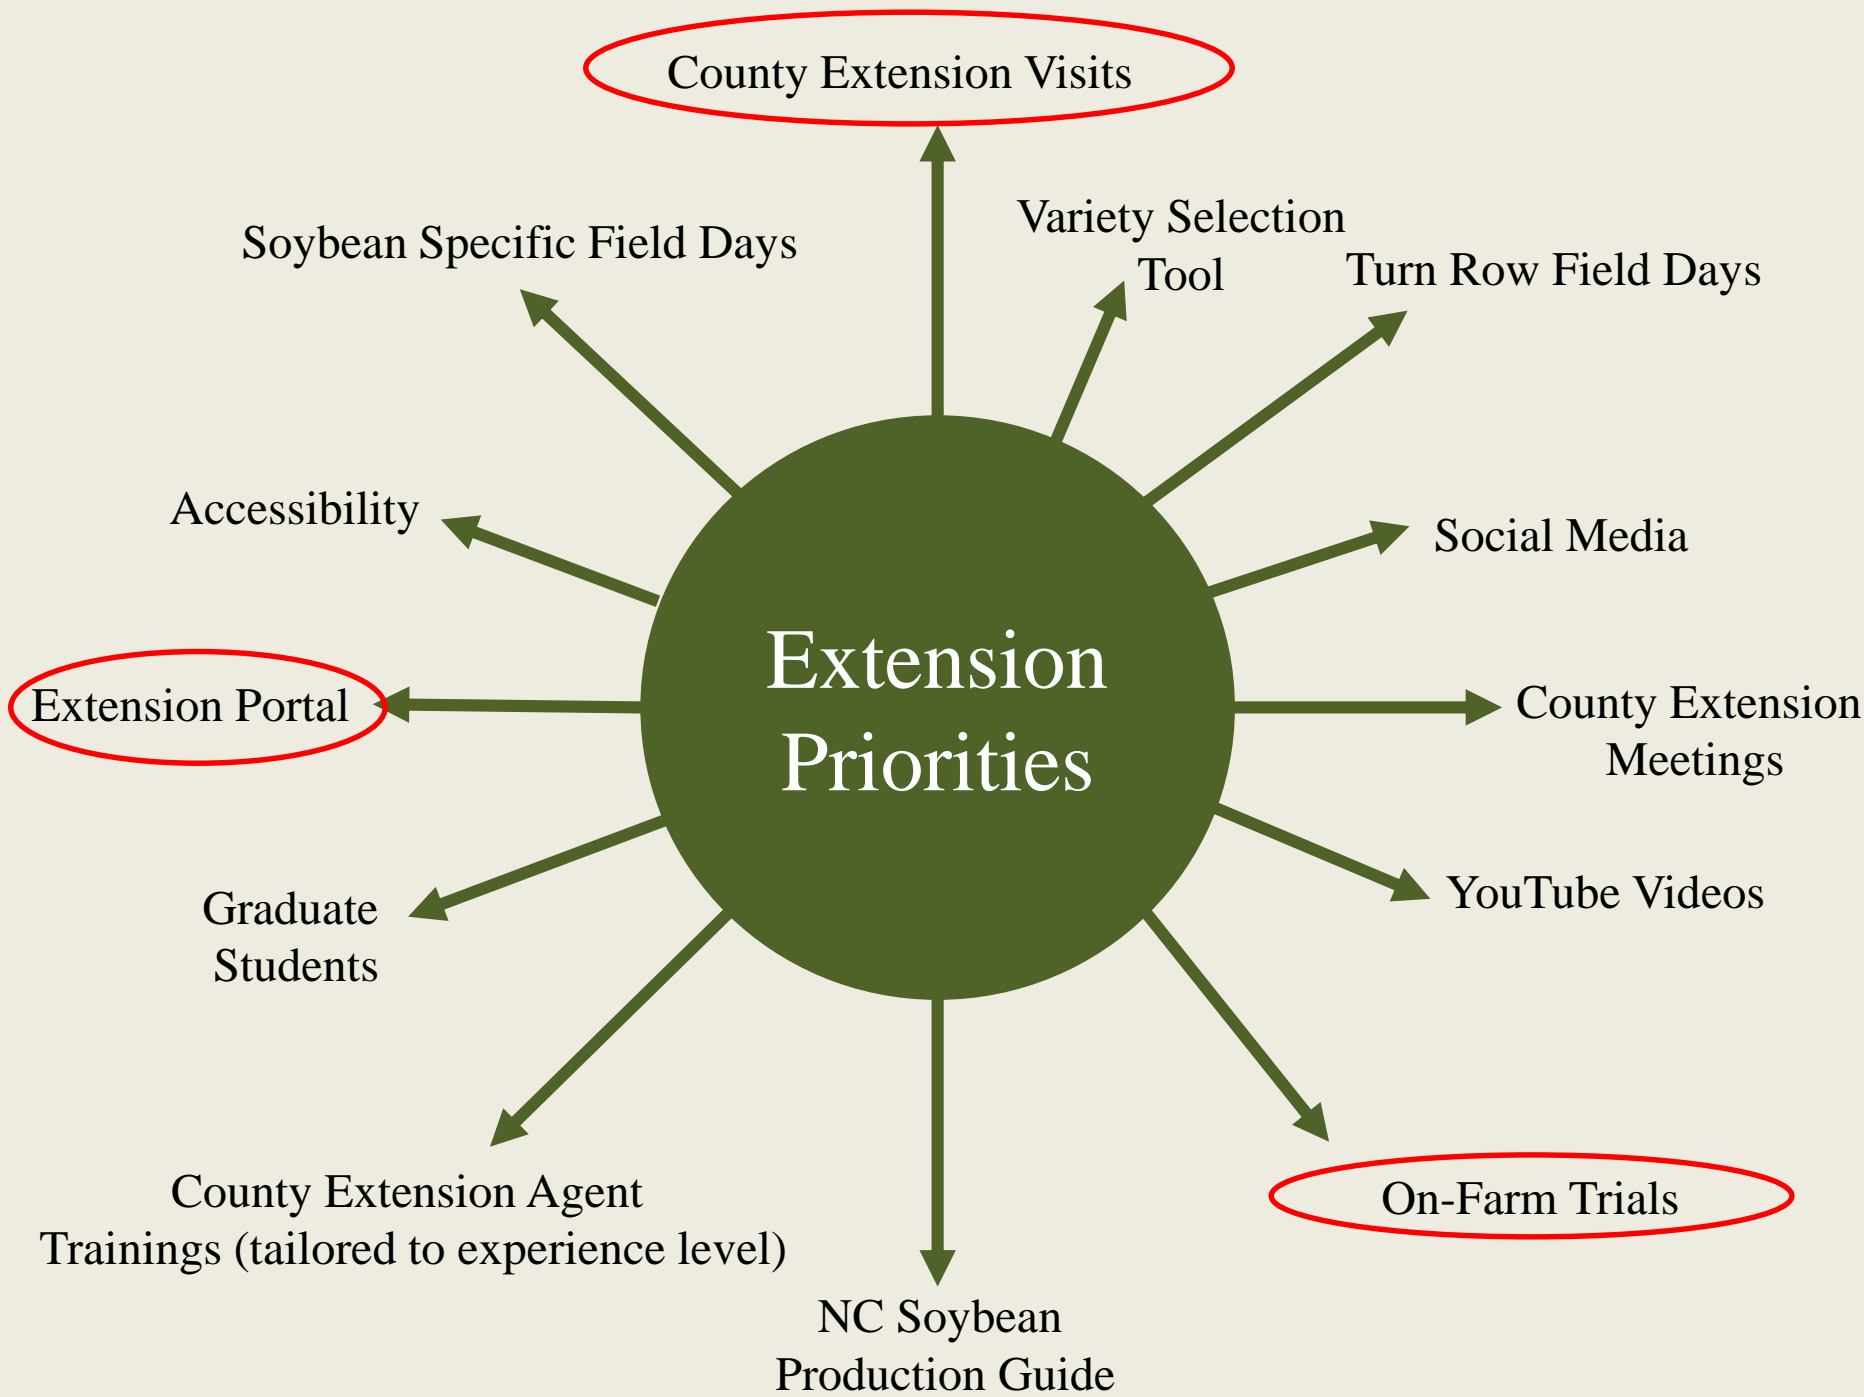 County Extension Visits
Variety Selection
Tool
Soybean Specific Field Days
Turn Row Field Days
Accessibility
Social Media
Extension
Priorities
Extension Portal
County Extension
Meetings
Graduate
Students
YouTube Videos
County Extension Agent
Trainings (tailored to experience level)
On-Farm Trials
NC Soybean
Production Guide